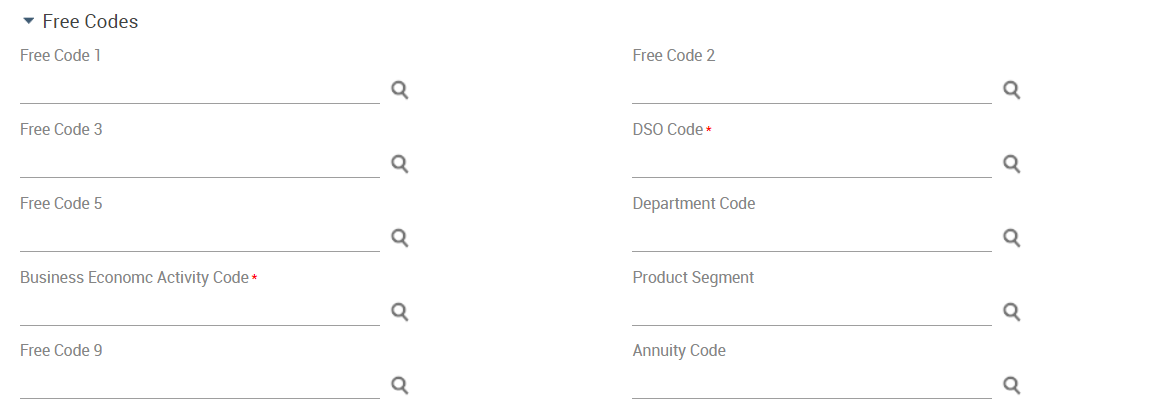 Free Codes
Free Code 1
Free Code 2
Free Code 3
DSO Code *
Free Code 5
Department Code
Business Economc Activity Code *
Product Segment
Free Code 9
Annuity Code